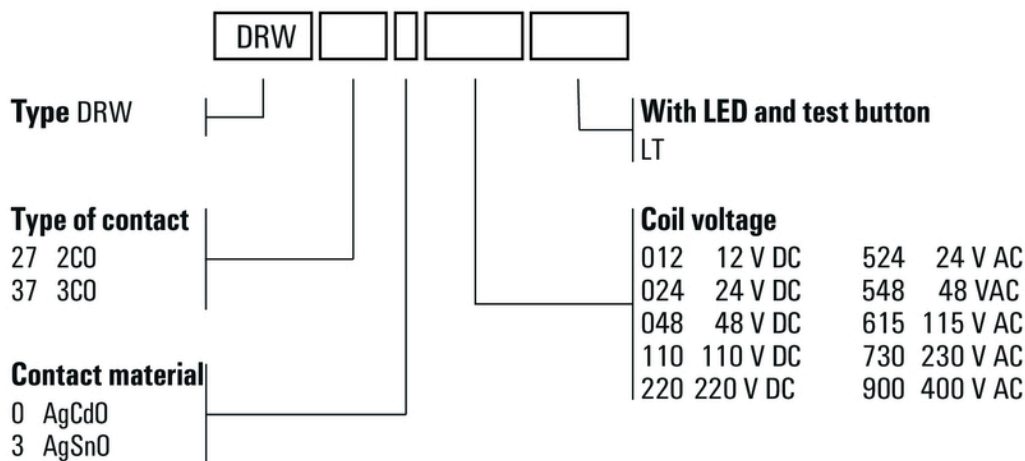 DRW
Type DRW
With LED and test button
LT
Type of contact
27 2CO
37 3CO
Coil voltage
012 12 V DC 524 24 V AC
024 24 V DC 548 48 VAC
048 48 V DC 615 115 V AC
110 110 V DC 730 230 V AC
220 220 V DC 900 400 V AC
Contact material
0 AgCdO
3 AgSnO